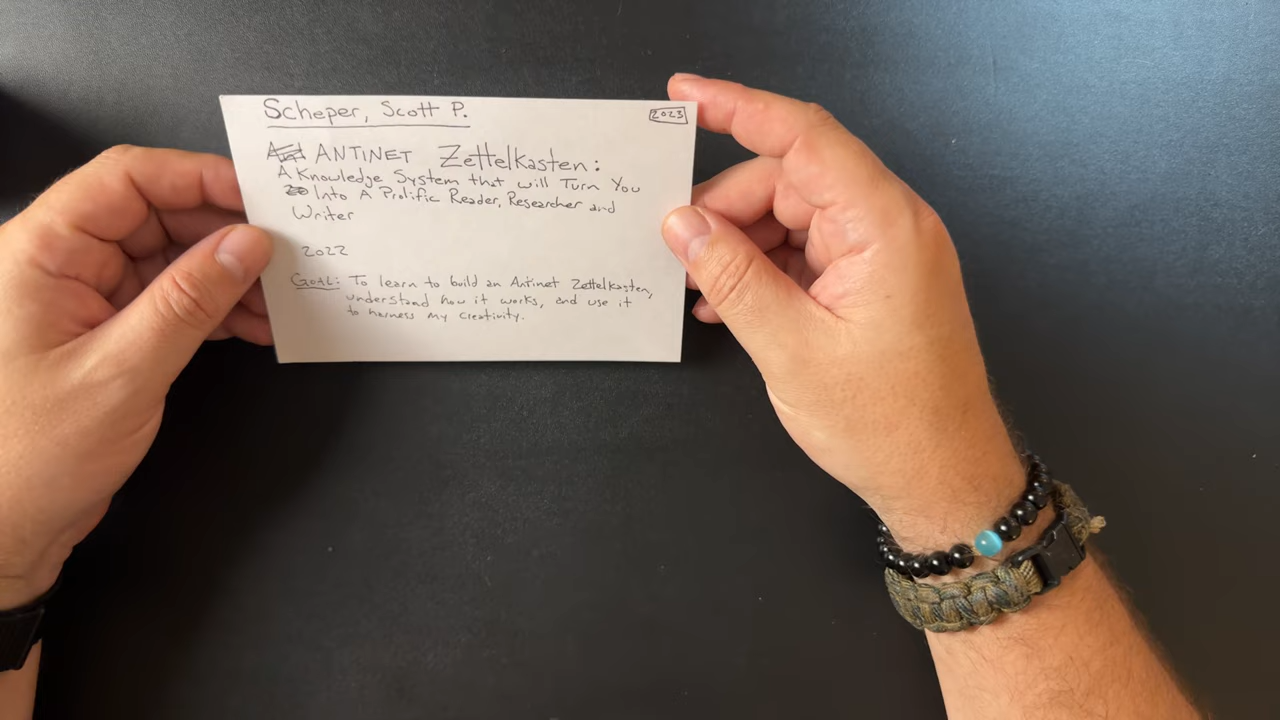 Scheper, Scott P.
2023
ANTINET Zettelkasten:
A Knowledge System that will Turn You
Into A Prolific Reader, Researcher and
Writer
2022
GOAL: To learn to build an Antinet Zettelkasten,
understand how it works, and use it
to harness my creativity.